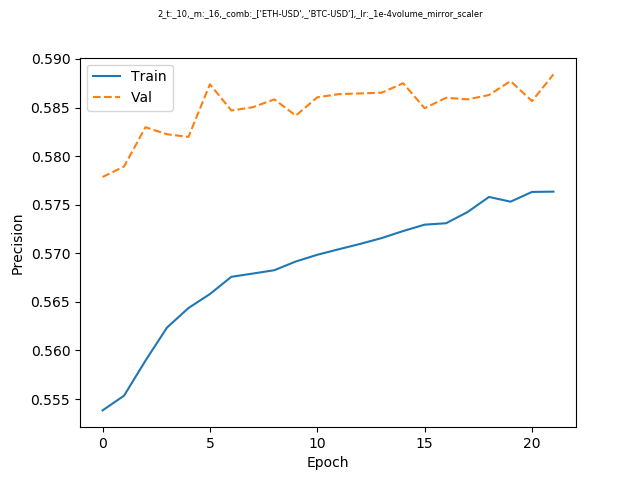 2_t:_10,_m:_16,_comb:_['ETH-USD',_'BTC-USD'],_lr:_1e-4volume_mirror_scaler
0.590
0.585
0.580
0.575
0.570
0.565
0.560
0.555
Precision
Train
Val
0 5 10 15 20
Epoch